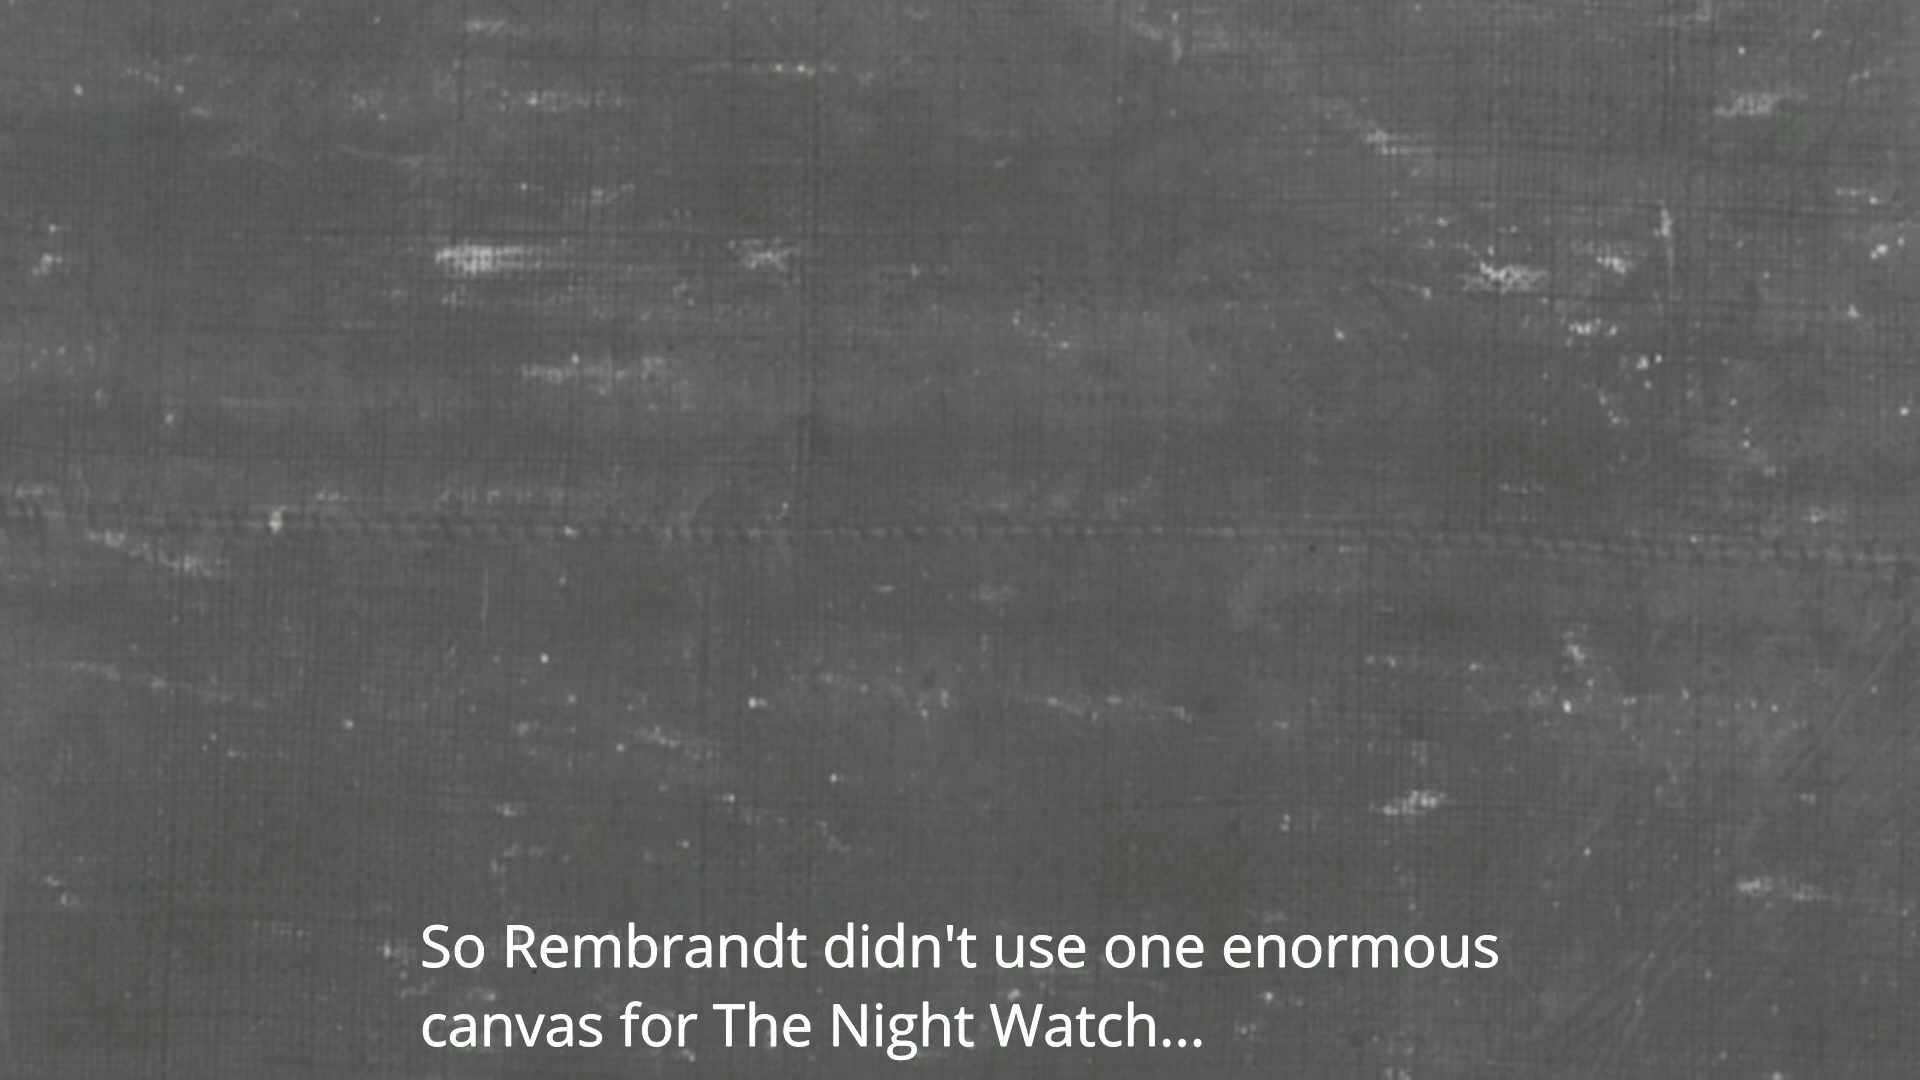 So Rembrandt didn't use one enormous
canvas for The Night Watch...